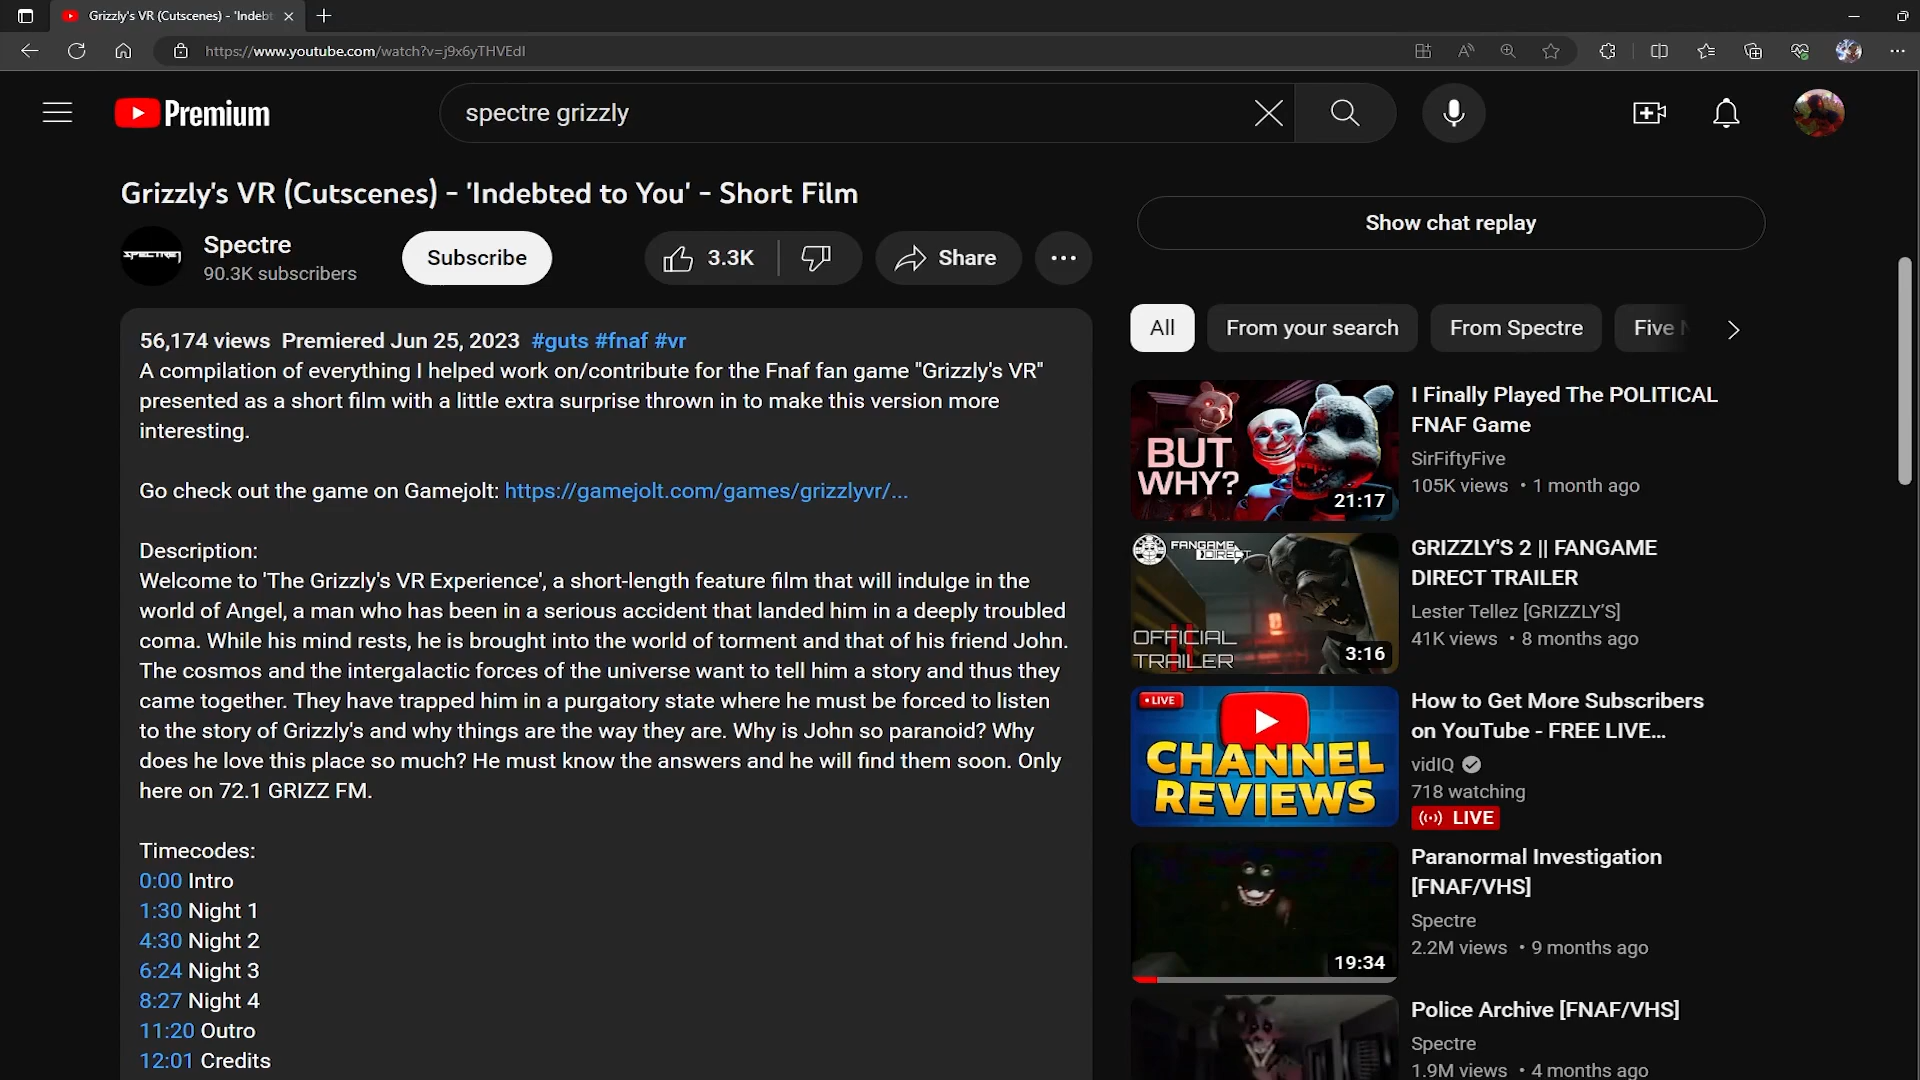 Grizzly's VR (Cutscenes) - 'Indebt
https://www.youtube.com/watch?v=j9x6yTHVEdI
Premium
spectre grizzly
Grizzly's VR (Cutscenes) - 'Indebted to You' - Short Film
Spectre
90.3K subscribers
Subscribe
3.3K
Share
56,174 views Premiered Jun 25, 2023 #guts #fnaf #vr
A compilation of everything I helped work on/contribute for the Fnaf fan game "Grizzly's VR"
presented as a short film with a little extra surprise thrown in to make this version more
interesting.
Go check out the game on Gamejolt: https://gamejolt.com/games/grizzlyvr/...
Description:
Welcome to 'The Grizzly's VR Experience', a short-length feature film that will indulge in the
world of Angel, a man who has been in a serious accident that landed him in a deeply troubled
coma. While his mind rests, he is brought into the world of torment and that of his friend John.
The cosmos and the intergalactic forces of the universe want to tell him a story and thus they
came together. They have trapped him in a purgatory state where he must be forced to listen
to the story of Grizzly's and why things are the way they are. Why is John so paranoid? Why
does he love this place so much? He must know the answers and he will find them soon. Only
here on 72.1 GRIZZ FM.
Timecodes:
0:00 Intro
1:30 Night 1
4:30 Night 2
6:24 Night 3
8:27 Night 4
11:20 Outro
12:01 Credits
Show chat replay
All
From your search
From Spectre
Five N
BUT
WHY?
21:17
I Finally Played The POLITICAL
FNAF Game
SirFiftyFive
105K views • 1 month ago
FANGAME
DIRECT
OFFICIAL
TRAILER
II
3:16
GRIZZLY'S 2 || FANGAME
DIRECT TRAILER
Lester Tellez [GRIZZLY'S]
41K views • 8 months ago
LIVE
CHANNEL
REVIEWS
How to Get More Subscribers
on YouTube - FREE LIVE...
vidIQ
718 watching
LIVE
19:34
Paranormal Investigation
[FNAF/VHS]
Spectre
2.2M views • 9 months ago
Police Archive [FNAF/VHS]
Spectre
1.9M views • 4 months ago